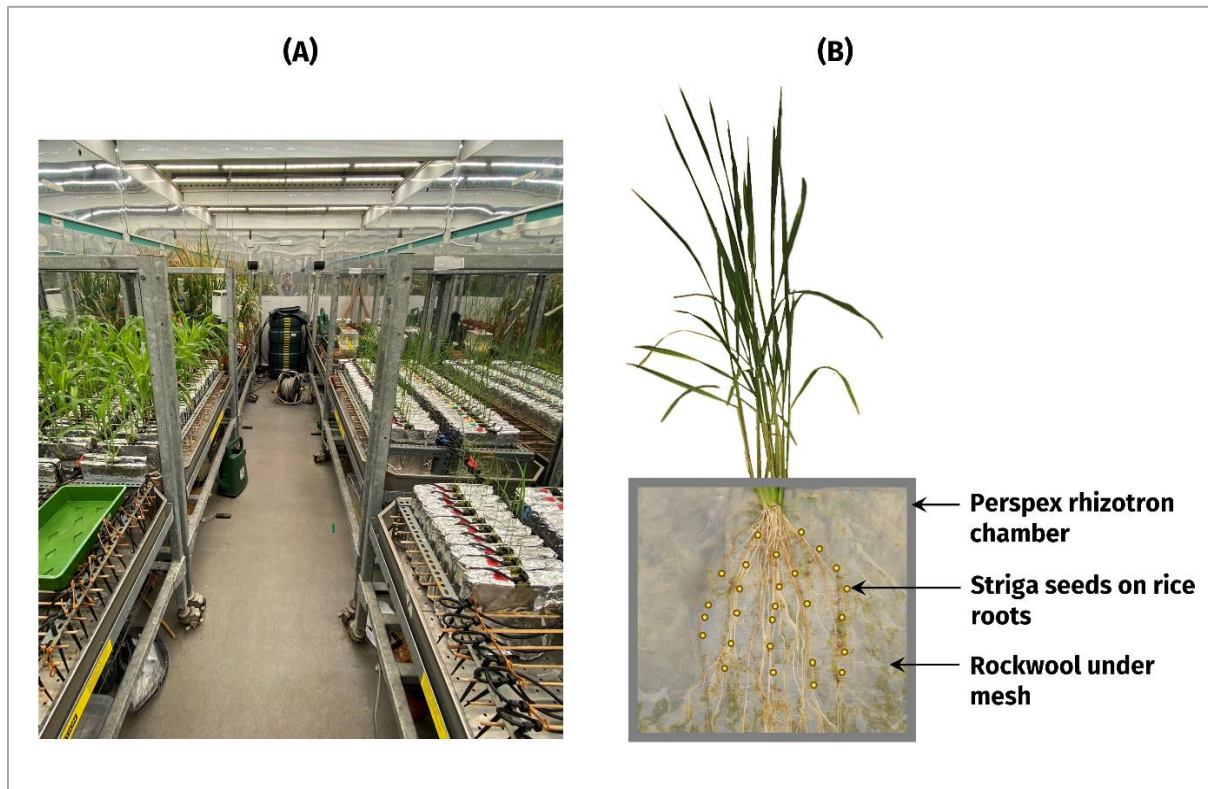 (A)
(B)
Perspex rhizotron
chamber
Striga seeds on rice
roots
Rockwool under
mesh